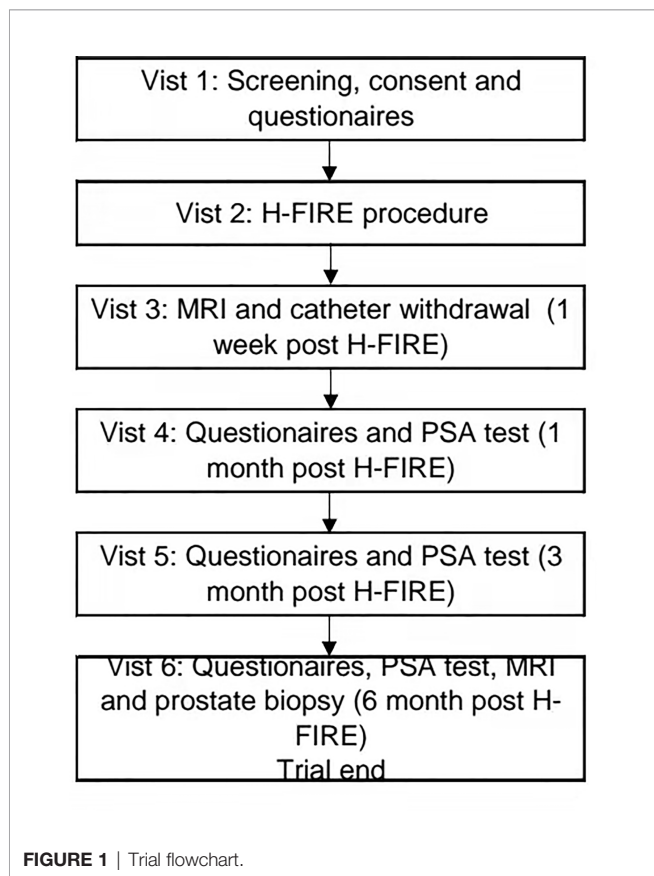 Vist 1: Screening, consent and
questionaires
Vist 2: H-FIRE procedure
Vist 3: MRI and catheter withdrawal (1
week post H-FIRE)
Vist 4: Questionaires and PSA test (1
month post H-FIRE)
Vist 5: Questionaires and PSA test (3
month post H-FIRE)
Vist 6: Questionaires, PSA test, MRI
and prostate biopsy (6 month post H-
FIRE)
Trial end
FIGURE 1 | Trial flowchart.